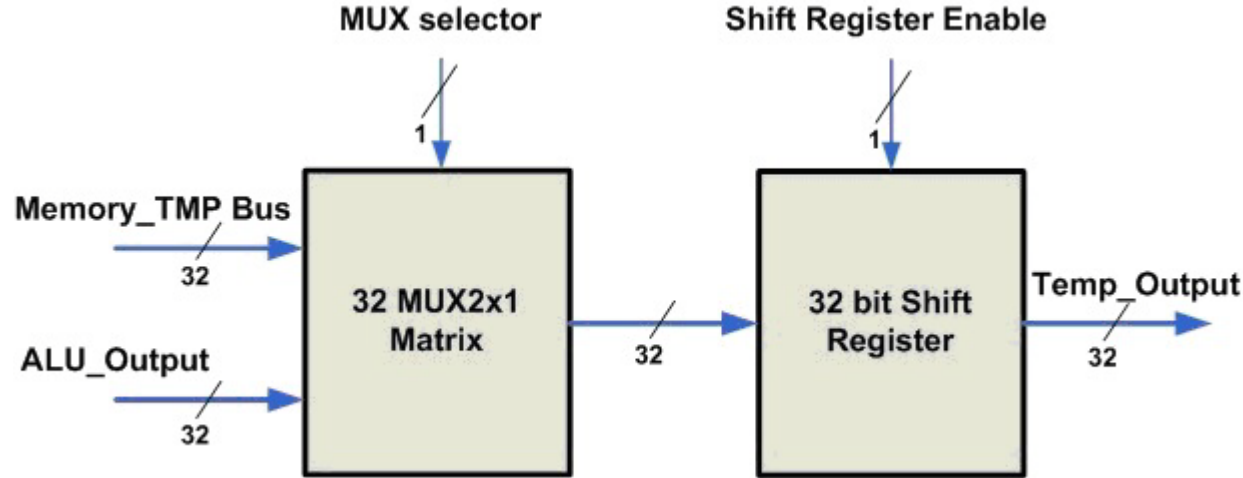 MUX selector
Shift Register Enable
1
1
Memory_TMP Bus
32
32 MUX2x1
Matrix
32
32 bit Shift
Register
Temp_Output
32
ALU_Output
32